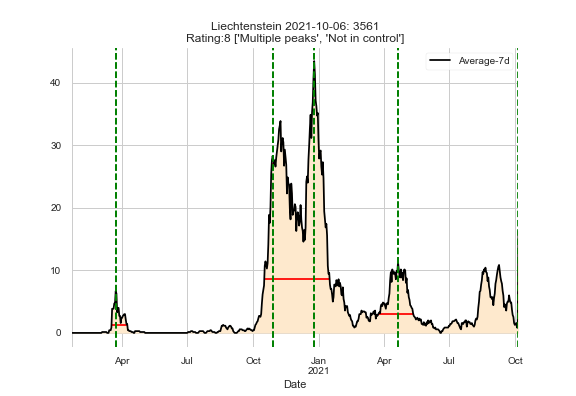 Liechtenstein 2021-10-06: 3561
Rating:8 ['Multiple peaks', 'Not in control']
Average-7d
40
30
20
10
0
Apr Jul Oct Jan Apr Jul Oct
2021
Date